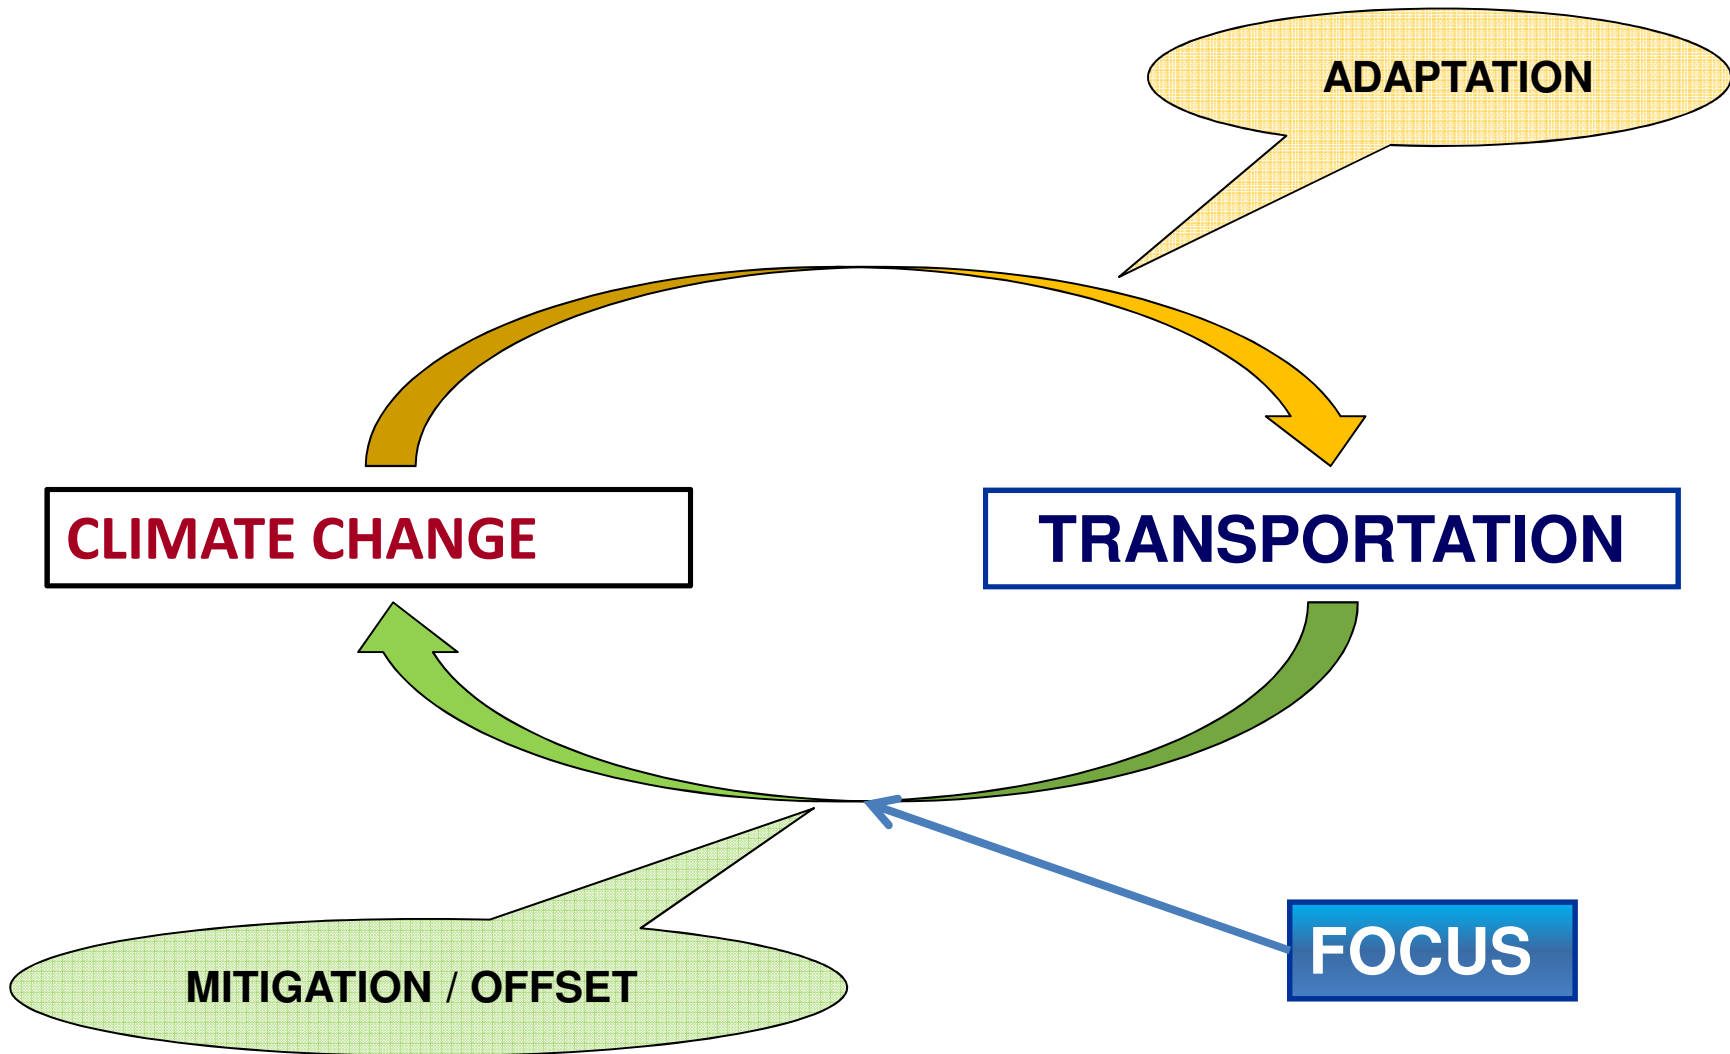 ADAPTATION
CLIMATE CHANGE
TRANSPORTATION
FOCUS
MITIGATION / OFFSET